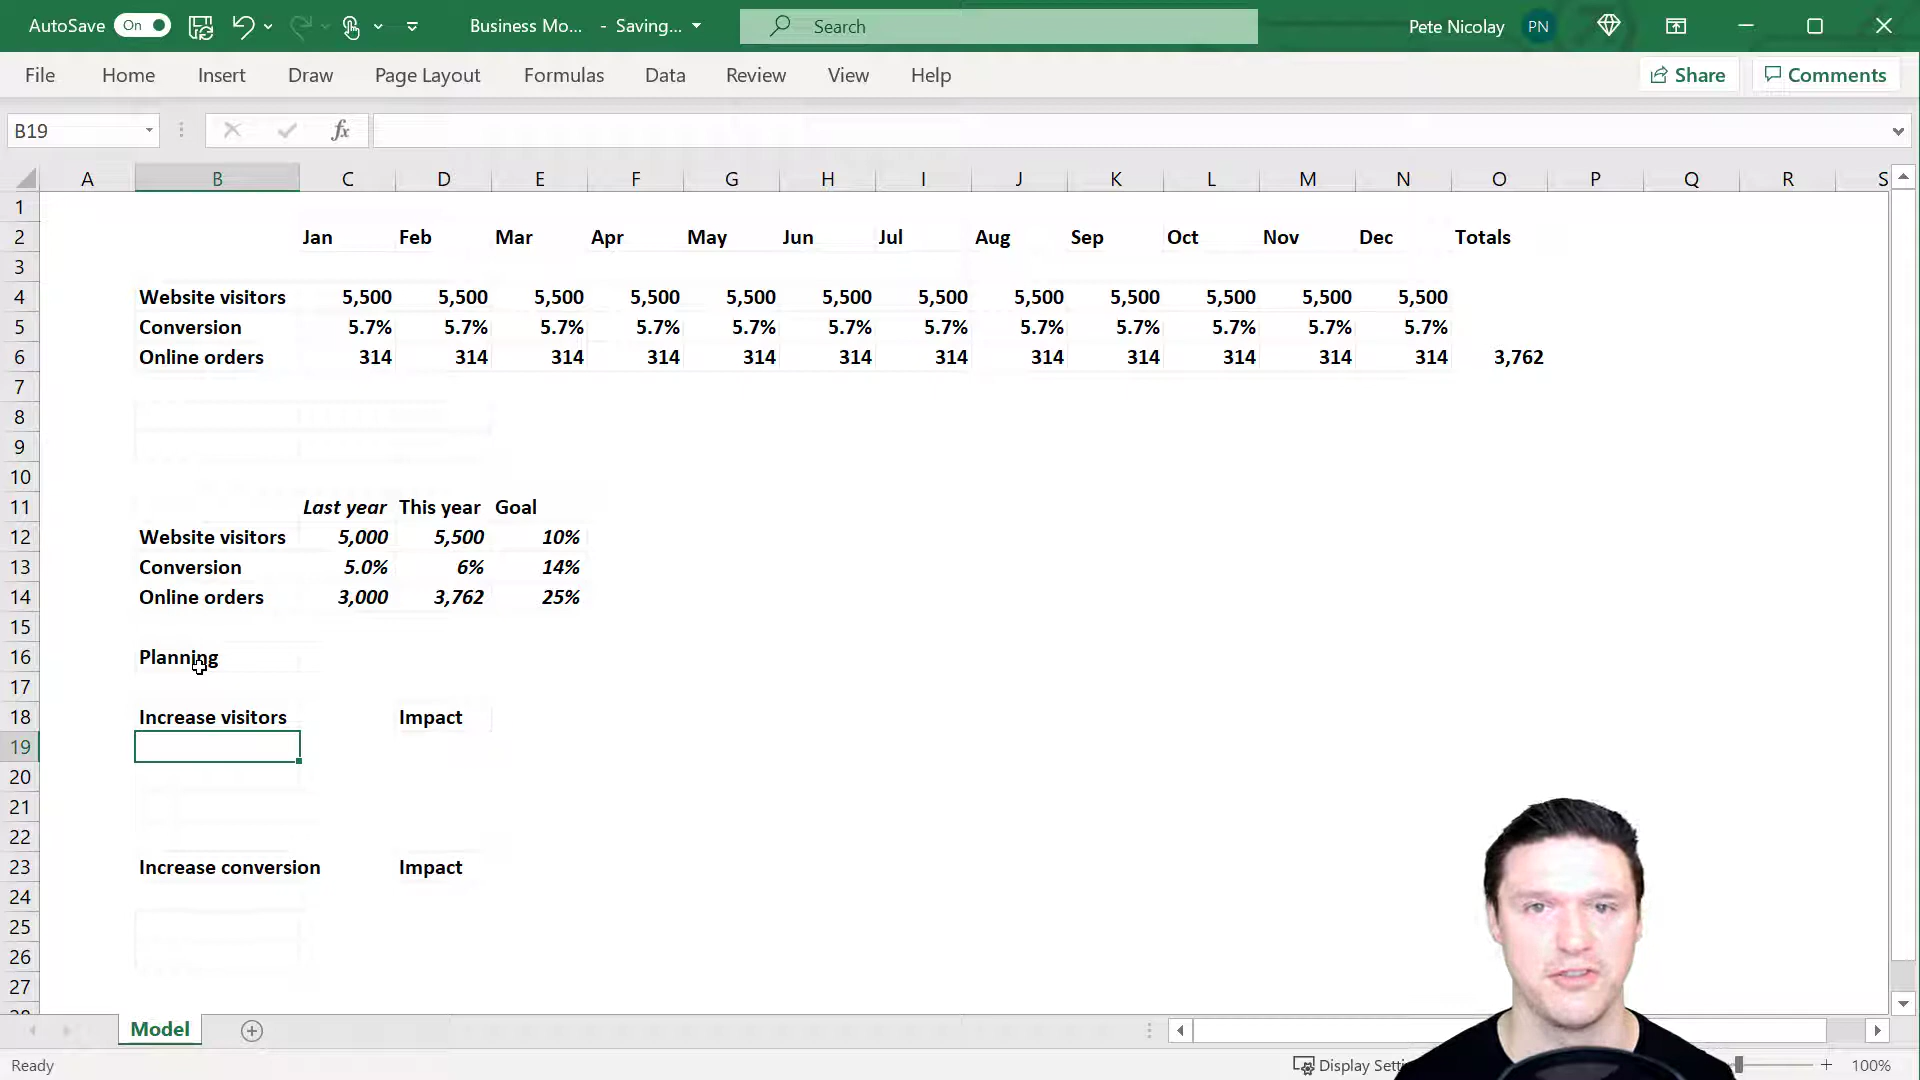 AutoSave On Business Mo... - Saving... Search Pete Nicolay PN
File Home Insert Draw Page Layout Formulas Data Review View Help Share Comments
B19 fx
A B C D E F G H I J K L M N O P Q R S
1
2 Jan Feb Mar Apr May Jun Jul Aug Sep Oct Nov Dec Totals
3
4 Website visitors 5,500 5,500 5,500 5,500 5,500 5,500 5,500 5,500 5,500 5,500 5,500 5,500
5 Conversion 5.7% 5.7% 5.7% 5.7% 5.7% 5.7% 5.7% 5.7% 5.7% 5.7% 5.7% 5.7%
6 Online orders 314 314 314 314 314 314 314 314 314 314 314 314 3,762
7
8
9
10
11 Last year This year Goal
12 Website visitors 5,000 5,500 10%
13 Conversion 5.0% 6% 14%
14 Online orders 3,000 3,762 25%
15
16 Planning
17
18 Increase visitors Impact
19
20
21
22
23 Increase conversion Impact
24
25
26
27
Model
Ready Display Setti 100%